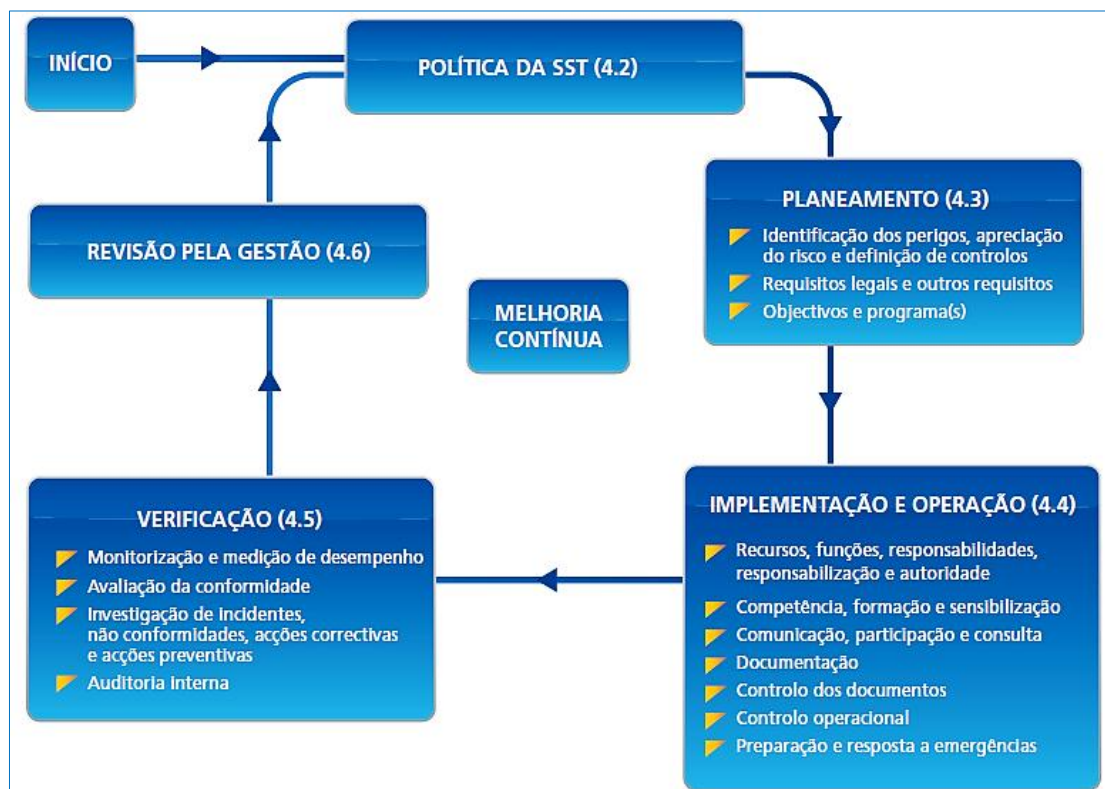 INÍCIO
POLÍTICA DA SST (4.2)
PLANEAMENTO (4.3)
Identificação dos perigos, apreciação
do risco e definição de controlos
Requisitos legais e outros requisitos
Objectivos e programa(s)
IMPLEMENTAÇÃO E OPERAÇÃO (4.4)
Recursos, funções, responsabilidades,
responsabilização e autoridade
Competência, formação e sensibilização
Comunicação, participação e consulta
Documentação
Controlo dos documentos
Controlo operacional
Preparação e resposta a emergências
VERIFICAÇÃO (4.5)
Monitorização e medição de desempenho
Avaliação da conformidade
Investigação de incidentes,
não conformidades, acções correctivas
e acções preventivas
Auditoria interna
REVISÃO PELA GESTÃO (4.6)
MELHORIA
CONTÍNUA